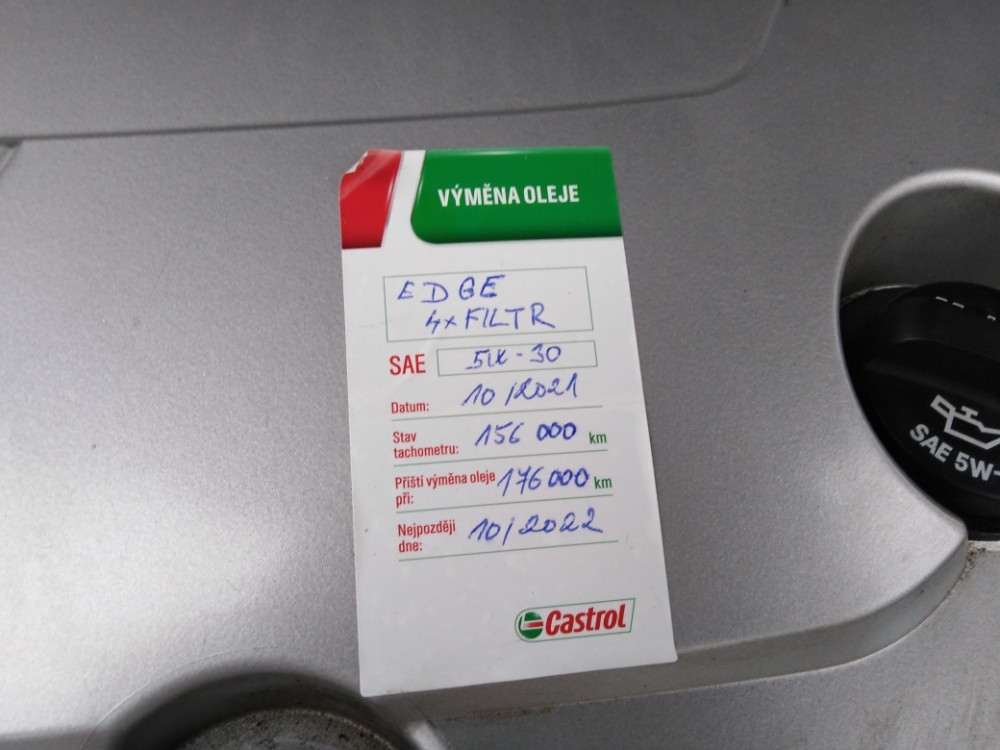 VÝMĚNA OLEJE
EDGE
4x FILTR
SAE 5W-30
Datum: 10/2021
Stav
tachometru: 156 000 km
Příští výměna oleje
při: 176 000 km
Nejpozději
dne: 10/2022
Castrol
SAE 5W-